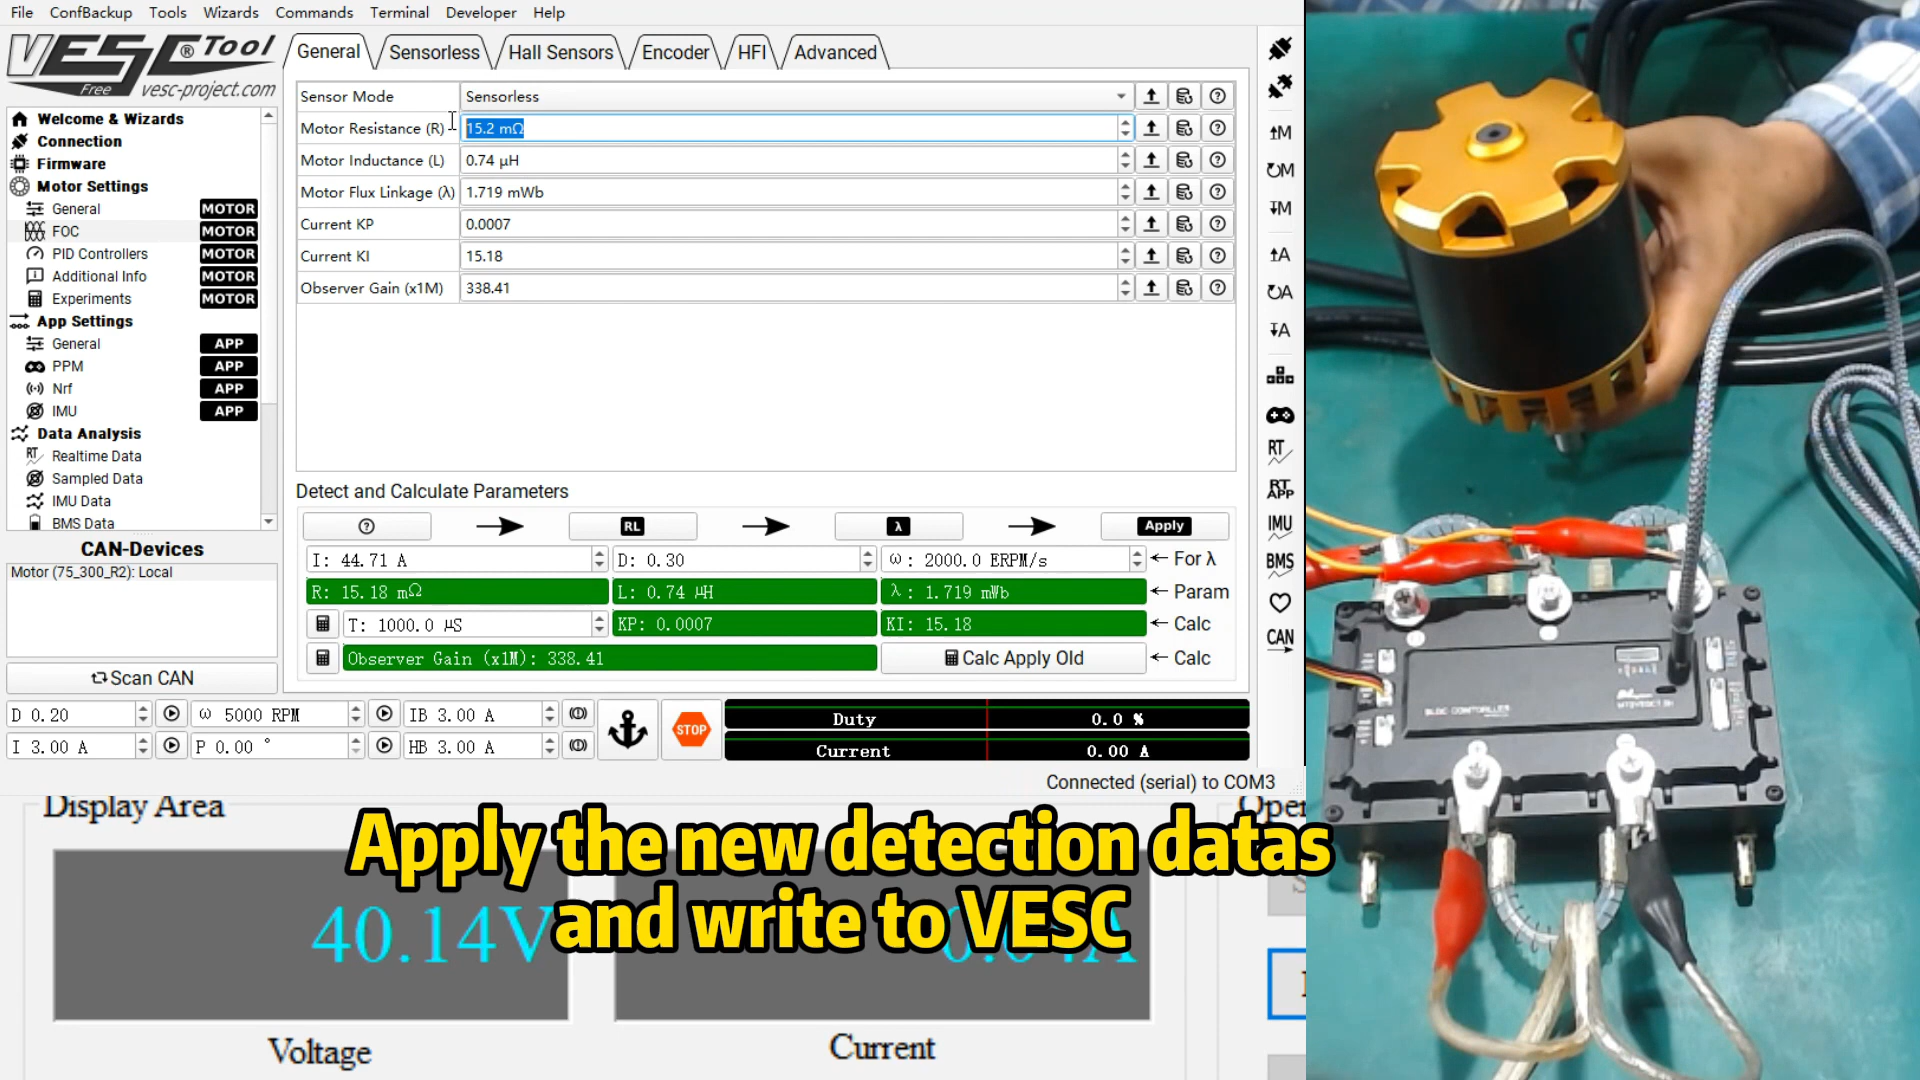 File ConfBackup Tools Wizards Commands Terminal Developer Help
VESC® Tool
Free vesc-project.com
General Sensorless Hall Sensors Encoder HFI Advanced
Welcome & Wizards
Connection
Firmware
Motor Settings
General MOTOR
FOC MOTOR
PID Controllers MOTOR
Additional Info MOTOR
Experiments MOTOR
App Settings
General APP
PPM APP
Nrf APP
IMU APP
Data Analysis
Realtime Data
Sampled Data
IMU Data
BMS Data
CAN-Devices
Motor (75_300_R2): Local
Scan CAN
Sensor Mode Sensorless
Motor Resistance (R) 15.2 mΩ
Motor Inductance (L) 0.74 µH
Motor Flux Linkage (λ) 1.719 mWb
Current KP 0.0007
Current KI 15.18
Observer Gain (x1M) 338.41
Detect and Calculate Parameters
RL λ Apply
I: 44.71 A D: 0.30 ω: 2000.0 ERPM/s ← For λ
R: 15.18 mΩ L: 0.74 µH λ: 1.719 mWb ← Param
T: 1000.0 µS KP: 0.0007 KI: 15.18 ← Calc
Observer Gain (x1M): 338.41 Calc Apply Old ← Calc
D 0.20 ω 5000 RPM IB 3.00 A
I 3.00 A P 0.00 ° HB 3.00 A
STOP
Duty 0.0 %
Current 0.00 A
Connected (serial) to COM3
M
M
M
A
A
A
RT
RT
APP
IMU
BMS
CAN
Display Area
Oper
Apply the new detection datas
and write to VESC
40.14V
Voltage
Current